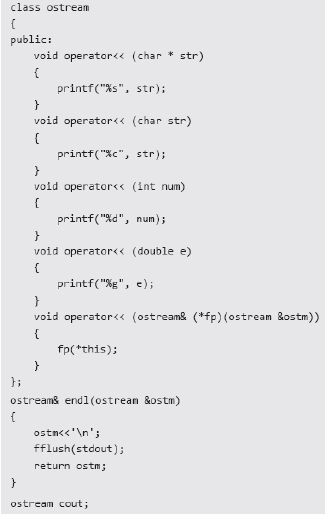 class ostream
{
public:
    void operator<< (char * str)
    {
        printf("%s", str);
    }
    void operator<< (char str)
    {
        printf("%c", str);
    }
    void operator<< (int num)
    {
        printf("%d", num);
    }
    void operator<< (double e)
    {
        printf("%g", e);
    }
    void operator<< (ostream& (*fp)(ostream &ostm))
    {
        fp(*this);
    }
};
ostream& endl(ostream &ostm)
{
    ostm<<'\n';
    fflush(stdout);
    return ostm;
}
ostream cout;